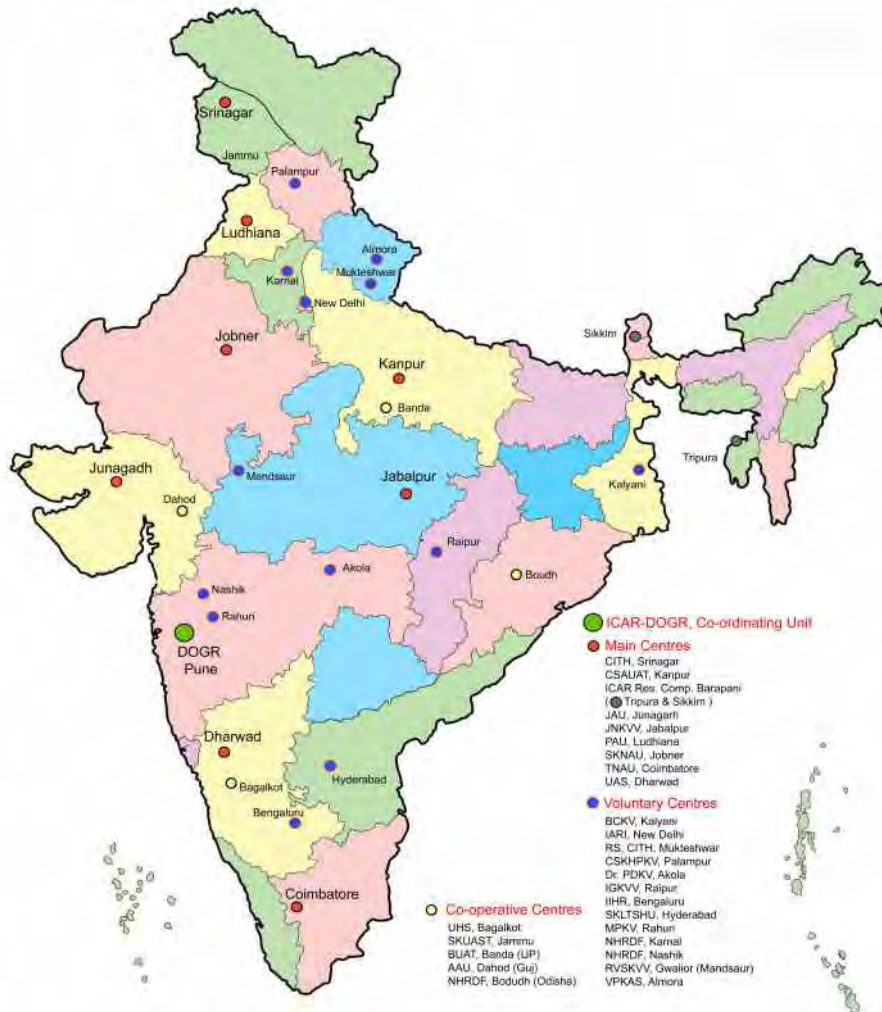 Srinagar
Jammu
Palampur
Ludhiana
Almora
Mukteshwar
Karnal
New Delhi
Sikkim
Jobner
Kanpur
Banda
Tripura
Junagadh
Mandsaur
Jabalpur
Kalyani
Dahod
Raipur
Akola
Boudh
Nashik
Rahuri
DOGR
Pune
Dharwad
Hyderabad
Bagalkot
Bengaluru
Coimbatore
ICAR-DOGR, Co-ordinating Unit
Main Centres
CITH, Srinagar
CSAUAT, Kanpur
ICAR Res. Comp. Barapani
( Tripura & Sikkim )
JAU, Junagarh
JNKVV, Jabalpur
PAU, Ludhiana
SKNAU, Jobner
TNAU, Coimbatore
UAS, Dharwad
Voluntary Centres
BCKV, Kalyani
IARI, New Delhi
RS, CITH, Mukteshwar
CSKHPKV, Palampur
Dr. PDKV, Akola
IGKVV, Raipur
IIHR, Bengaluru
SKLTSHU, Hyderabad
MPKV, Rahuri
NHRDF, Karnal
NHRDF, Nashik
RVSKVV, Gwalior (Mandsaur)
VPKAS, Almora
Co-operative Centres
UHS, Bagalkot
SKUAST, Jammu
BUAT, Banda (UP)
AAU, Dahod (Guj)
NHRDF, Bodudh (Odisha)